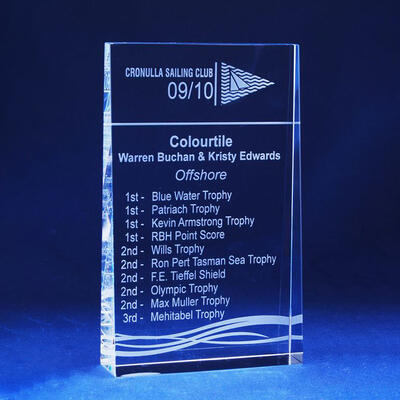 CRONULLA SAILING CLUB
09/10
Colourtile
Warren Buchan & Kristy Edwards
Offshore
1st - Blue Water Trophy
1st - Patriach Trophy
1st - Kevin Armstrong Trophy
1st - RBH Point Score
2nd - Wills Trophy
2nd - Ron Pert Tasman Sea Trophy
2nd - F.E. Tieffel Shield
2nd - Olympic Trophy
2nd - Max Muller Trophy
3rd - Mehitabel Trophy